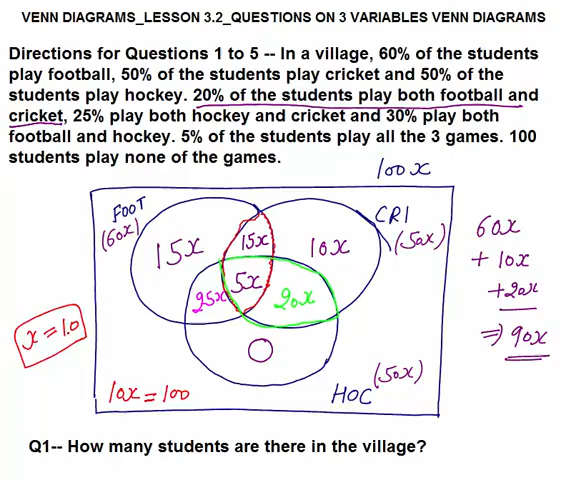 VENN DIAGRAMS_LESSON 3.2_QUESTIONS ON 3 VARIABLES VENN DIAGRAMS
Directions for Questions 1 to 5 -- In a village, 60% of the students
play football, 50% of the students play cricket and 50% of the
students play hockey. 20% of the students play both football and
cricket, 25% play both hockey and cricket and 30% play both
football and hockey. 5% of the students play all the 3 games. 100
students play none of the games.
100x
FOOT
(60x)
CRI
(50x)
15x
15x
10x
5x
25x
20x
60x
+ 10x
+20x
⇒ 90x
x = 10
10x = 100
HOC (50x)
Q1-- How many students are there in the village?